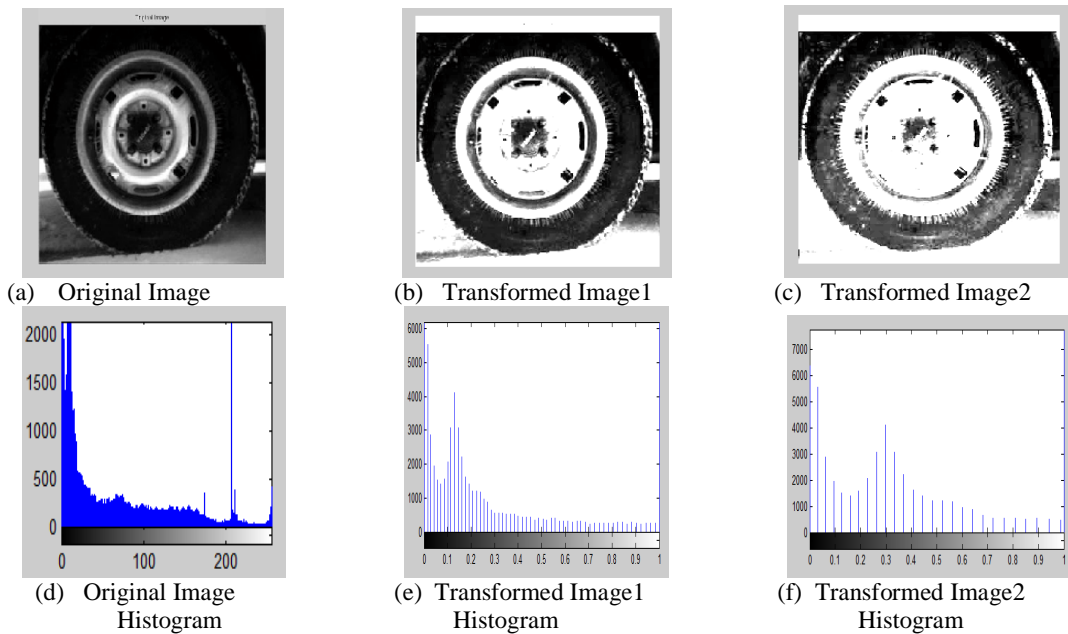 Original Image
(a) Original Image
(b) Transformed Image1
(c) Transformed Image2
2000
1500
1000
500
0
0 100 200
6000
5000
4000
3000
2000
1000
0
0 0.1 0.2 0.3 0.4 0.5 0.6 0.7 0.8 0.9 1
7000
6000
5000
4000
3000
2000
1000
0
0 0.1 0.2 0.3 0.4 0.5 0.6 0.7 0.8 0.9 1
(d) Original Image
Histogram
(e) Transformed Image1
Histogram
(f) Transformed Image2
Histogram